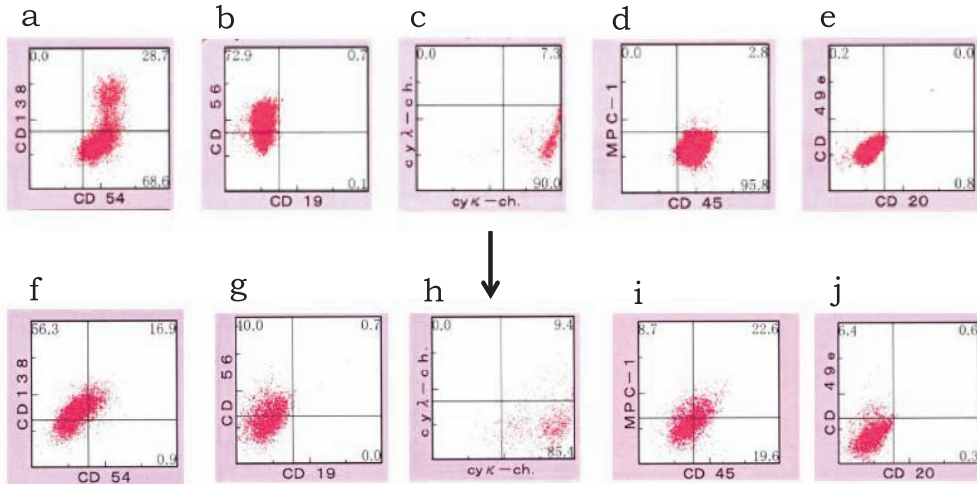 a b c d e
0.0 28.7
CD138
68.6
CD 54
72.9 0.7
CD 56
0.1
CD 19
7.3
cyλ-ch.
90.0
cyκ-ch.
0.0 2.8
MPC-1
95.8
CD 45
0.2 0.0
CD 49e
0.8
CD 20
f g h i j
56.3 16.9
CD138
0.9
CD 54
40.0 0.7
CD 56
0.0
CD 19
0.0 9.4
cyλ-ch.
85.4
cyκ-ch.
8.7 22.6
MPC-1
19.6
CD 45
6.4 0.6
CD 49e
0.3
CD 20